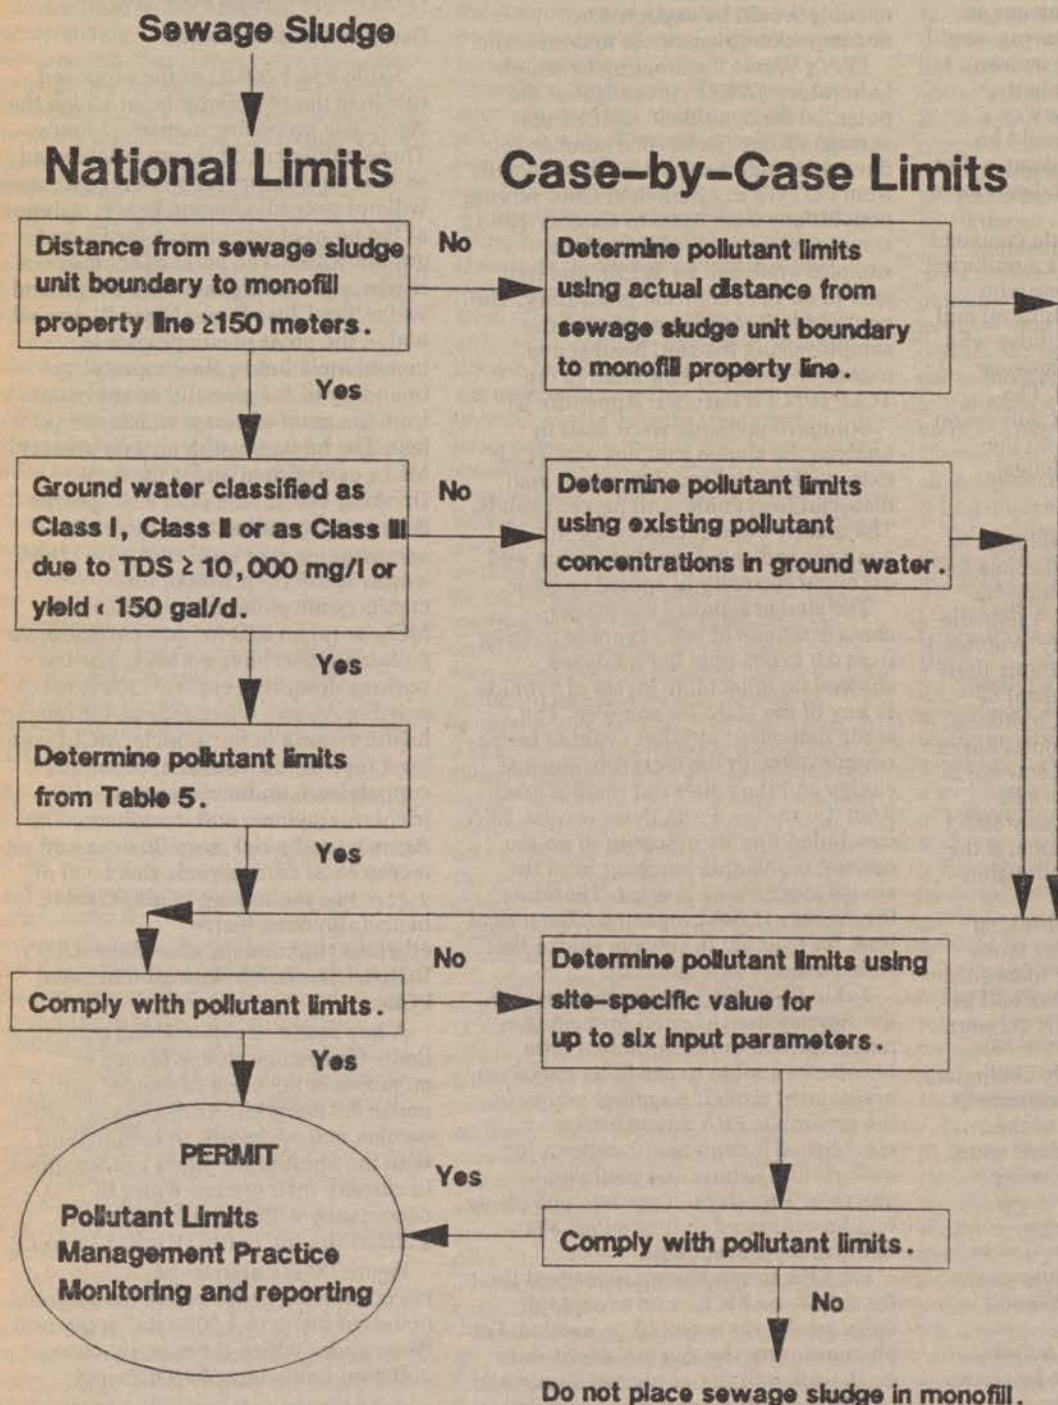 Sewage Sludge
National Limits
Case-by-Case Limits
Distance from sewage sludge
unit boundary to monofill
property line ≥150 meters.
No
Determine pollutant limits
using actual distance from
sewage sludge unit boundary
to monofill property line.
Yes
Ground water classified as
Class I, Class II or as Class III
due to TDS ≥ 10,000 mg/l or
yield < 150 gal/d.
No
Determine pollutant limits
using existing pollutant
concentrations in ground water.
Yes
Determine pollutant limits
from Table 5.
Yes
Comply with pollutant limits.
No
Determine pollutant limits using
site-specific value for
up to six input parameters.
Yes
PERMIT
Pollutant Limits
Management Practice
Monitoring and reporting
Yes
Comply with pollutant limits.
No
Do not place sewage sludge in monofill.